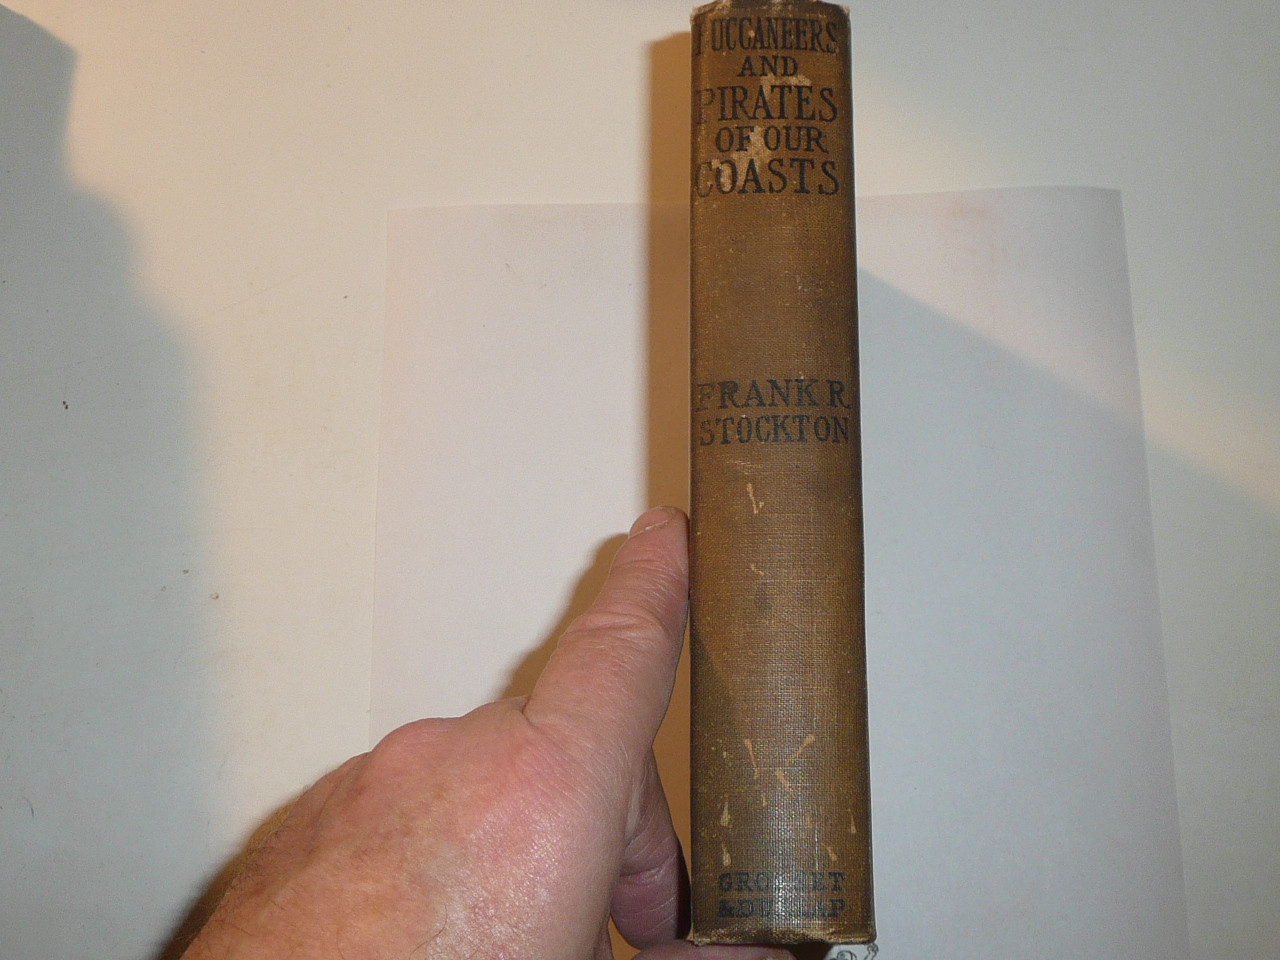 BUCCANEERS
AND
PIRATES
OF OUR
COASTS
FRANK R.
STOCKTON
GROSSET
& DUNLAP